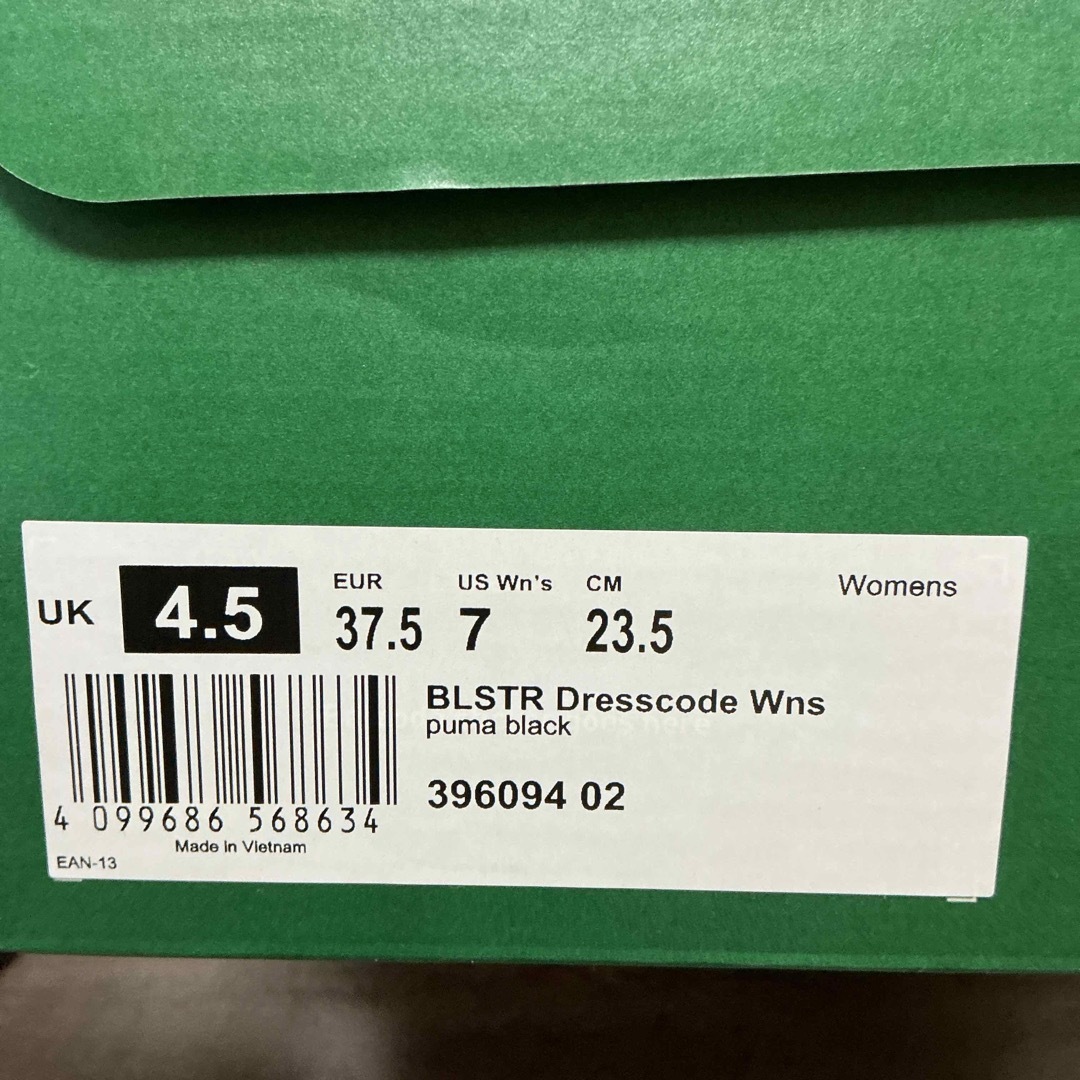 UK 4.5
EUR 37.5
US Wn's 7
CM 23.5
Womens
BLSTR Dresscode Wns
puma black
396094 02
4 099686 568634
Made in Vietnam
EAN-13